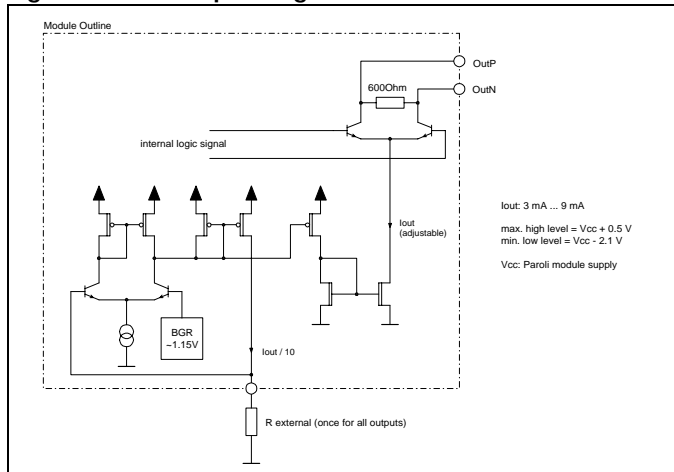 Module Outline
OutP
600Ohm
OutN
internal logic signal
Iout
(adjustable)
Iout: 3 mA ... 9 mA
max. high level = Vcc + 0.5 V
min. low level = Vcc - 2.1 V
Vcc: Paroli module supply
BGR
~1.15V
Iout / 10
R external (once for all outputs)